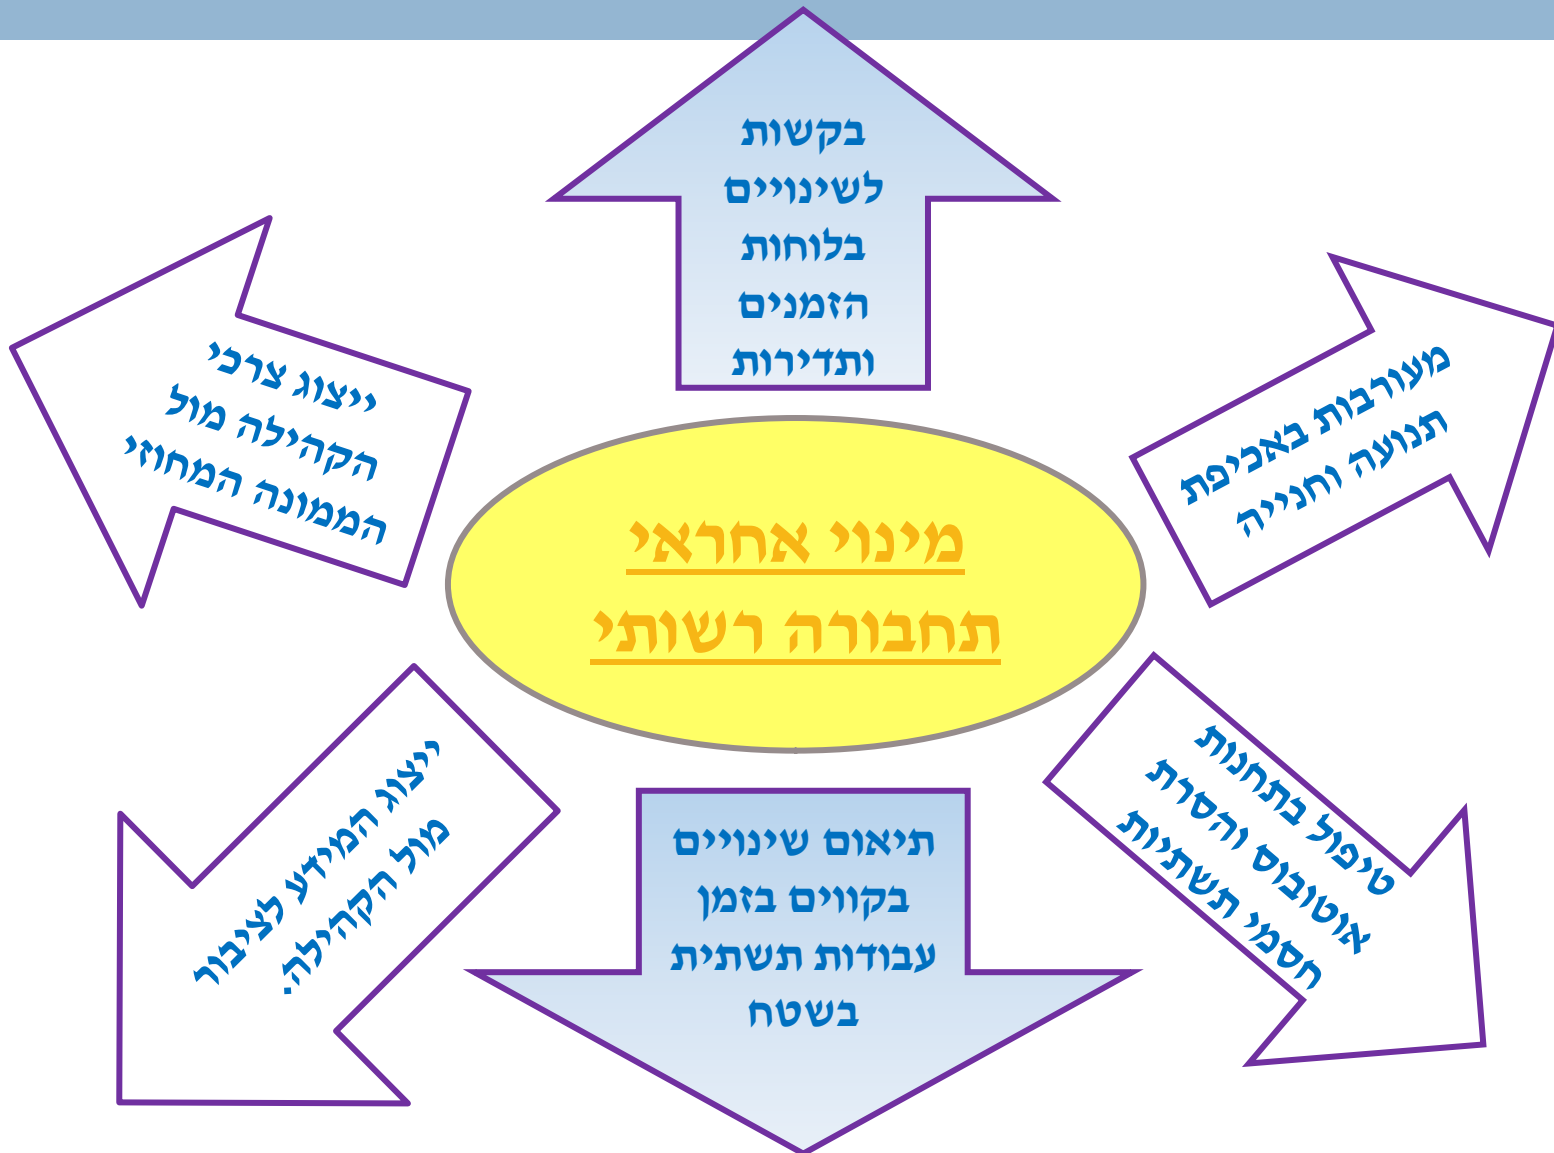 בקשות
לשינויים
בלוחות
הזמנים
ותדירות
מעורבות באכיפת
תנועה וחנייה
ייצוג צרכי
הקהילה מול
הממונה המחוזי
מינוי אחראי
תחבורה רשותי
טיפול בתחנות
אוטובוס והסרת
חסמי תשתיות
תיאום שינויים
בקווים בזמן
עבודות תשתית
בשטח
ייצוג המידע לציבור
מול הקהילה.